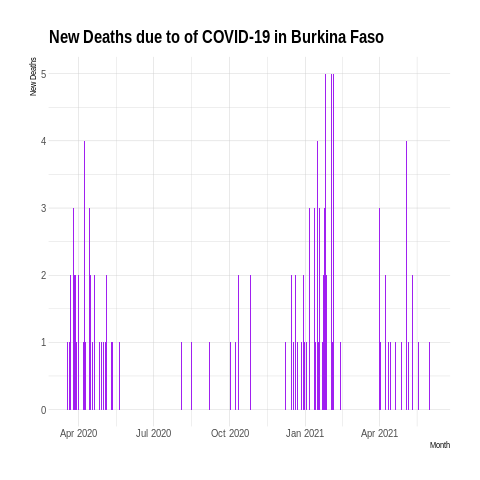 New Deaths due to of COVID-19 in Burkina Faso
New Deaths
5
4
3
2
1
0
Apr 2020 Jul 2020 Oct 2020 Jan 2021 Apr 2021
Month